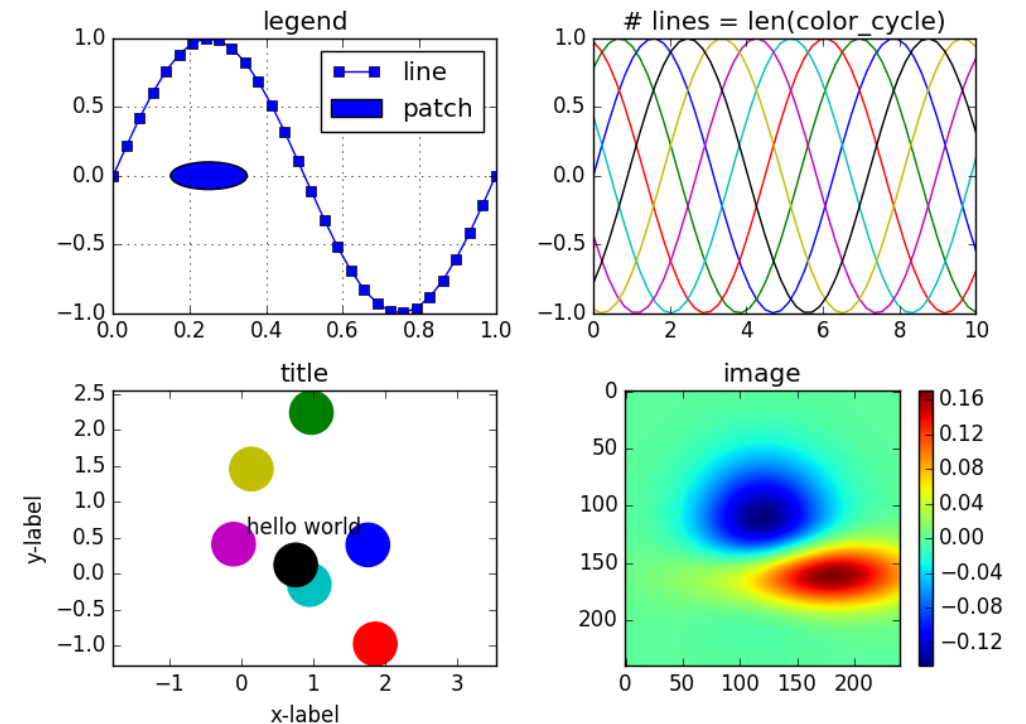 legend
1.0
0.5
0.0
−0.5
−1.0
0.0 0.2 0.4 0.6 0.8 1.0
line
patch
# lines = len(color_cycle)
1.0
0.5
0.0
−0.5
−1.0
0 2 4 6 8 10
title
2.5
2.0
1.5
1.0
0.5
0.0
−0.5
−1.0
y-label
hello world
−1 0 1 2 3
x-label
image
0
50
100
150
200
0 50 100 150 200
0.16
0.12
0.08
0.04
0.00
−0.04
−0.08
−0.12